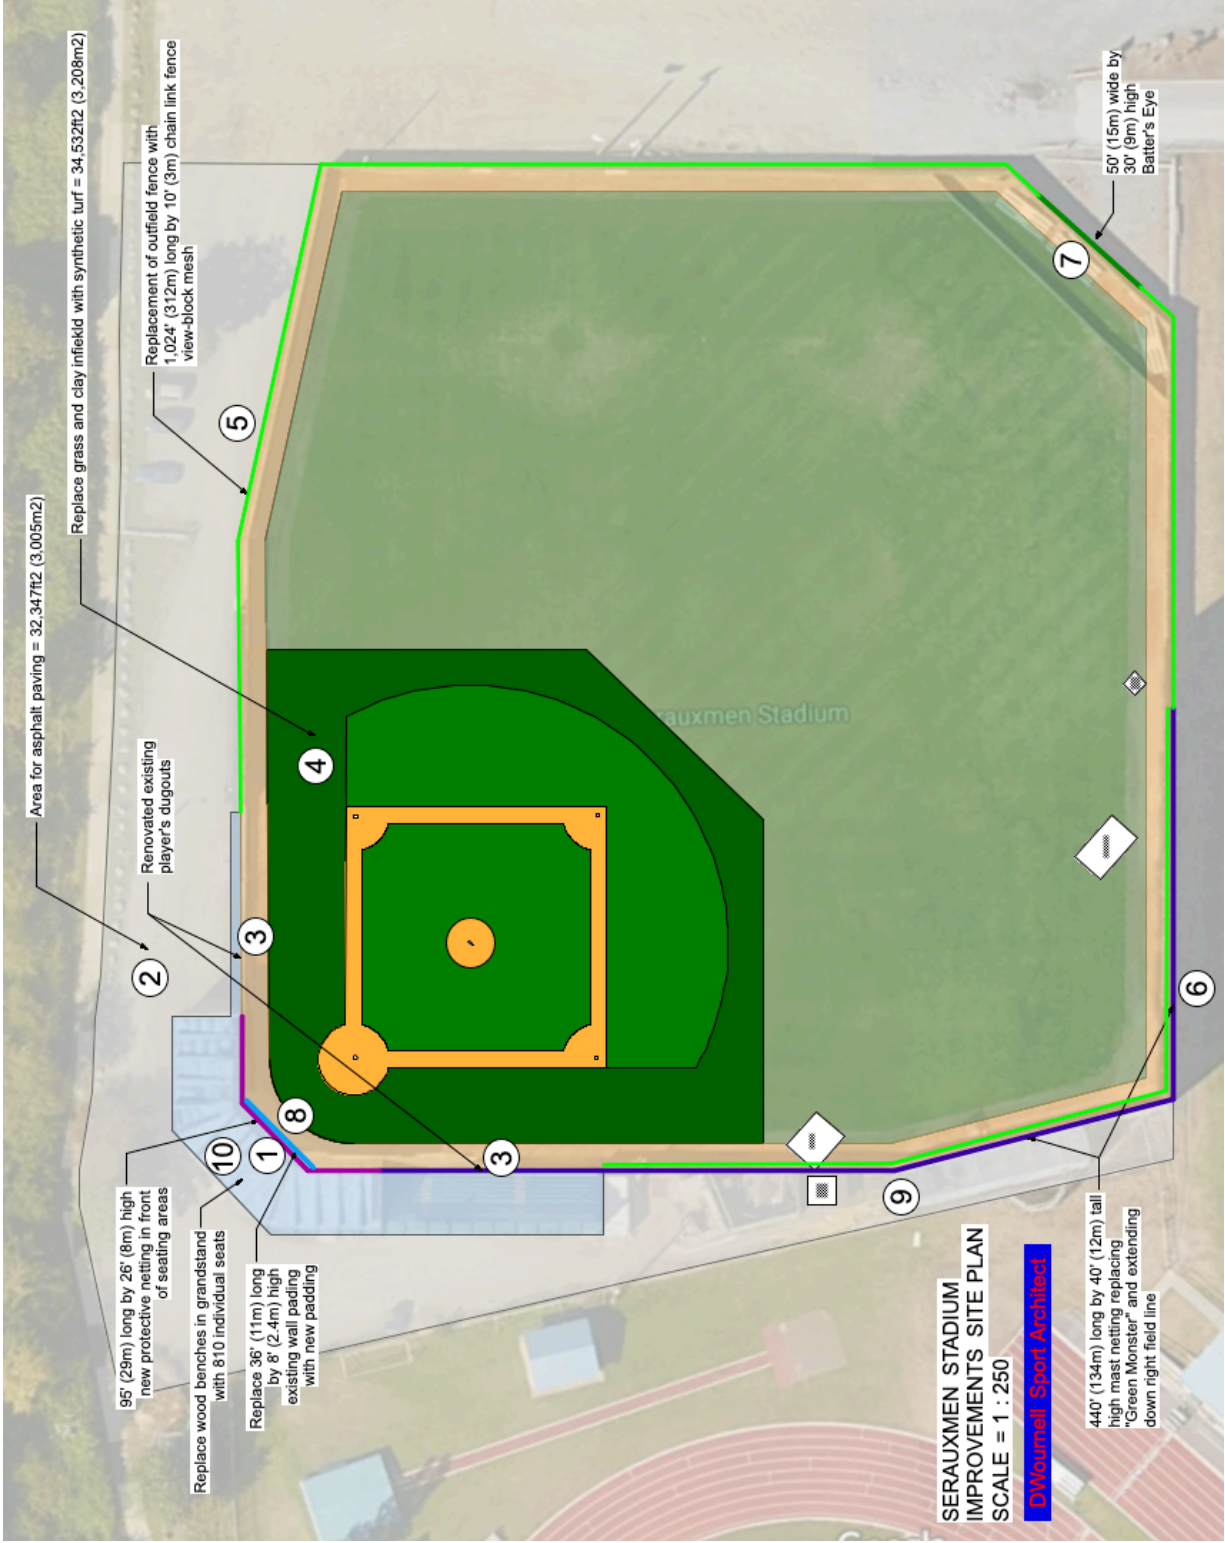 Area for asphalt paving = 32,347ft2 (3,005m2)
Replace grass and clay infiekld with synthetic turf = 34,532ft2 (3,208m2)
Replacement of outfield fence with
1,024' (312m) long by 10' (3m) chain link fence
view-block mesh
Renovated existing
player's dugouts
95' (29m) long by 26' (8m) high
new protective netting in front
of seating areas
Replace wood benches in grandstand
with 810 individual seats
Replace 36' (11m) long
by 8' (2.4m) high
existing wall pading
with new padding
50' (15m) wide by
30' (9m) high
Batter's Eye
440' (134m) long by 40' (12m) tall
high mast netting replacing
"Green Monster" and extending
down right field line
1
2
3
3
4
5
6
7
8
9
10
rauxmen Stadium
SERAUXMEN STADIUM
IMPROVEMENTS SITE PLAN
SCALE = 1 : 250
DWournell Sport Architect